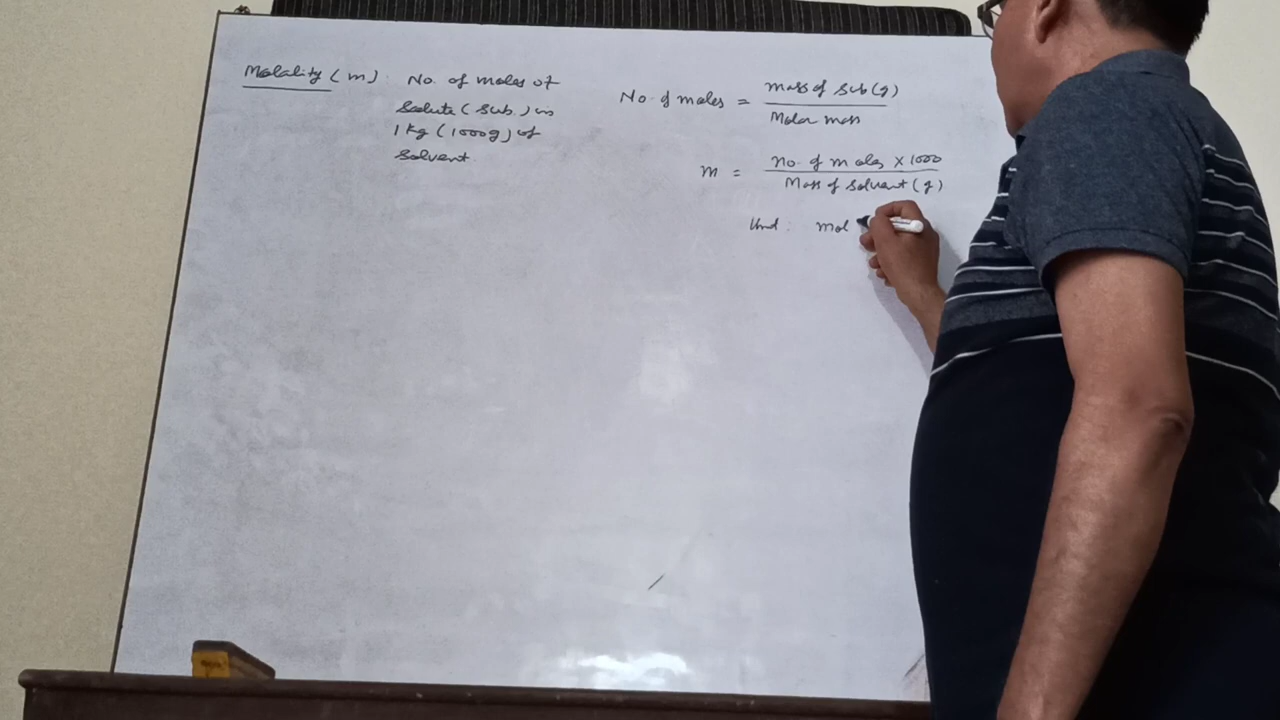 Molality (m): No. of moles of
Solute (Sub.) in
1 Kg (1000g) of
Solvent.
No. of moles = Mass of Sub (g)
Molar mass
m = No. of moles X 1000
Mass of Solvent (g)
Unit: mol